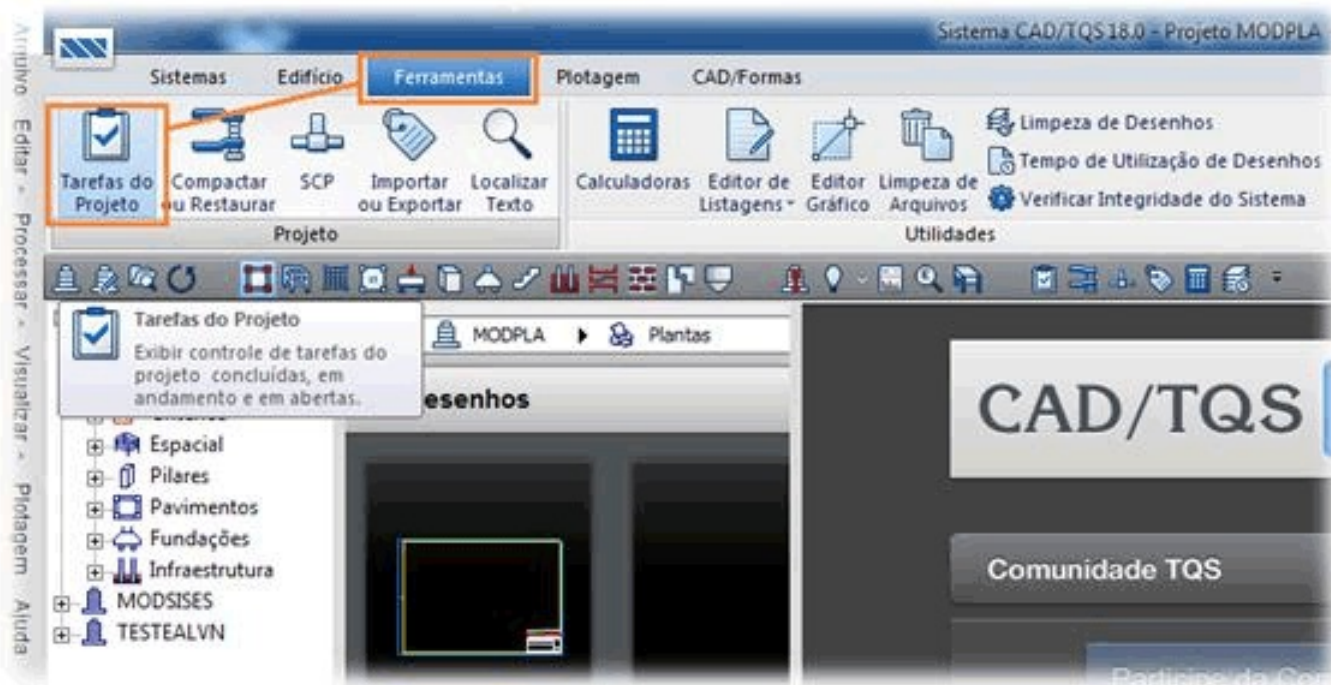 Arquivo Editar Processar Visualizar Plotagem Ajuda
Sistema CAD/TQS 18.0 - Projeto MODPLA
Sistemas Edifício Ferramentas Plotagem CAD/Formas
Tarefas do Projeto
Compactar ou Restaurar
SCP
Importar ou Exportar
Localizar Texto
Projeto
Calculadoras
Editor de Listagens
Editor Gráfico
Limpeza de Arquivos
Limpeza de Desenhos
Tempo de Utilização de Desenhos
Verificar Integridade do Sistema
Utilidades
Tarefas do Projeto
Exibir controle de tarefas do
projeto concluídas, em
andamento e em abertas.
MODPLA Plantas
esenhos
Espacial
Pilares
Pavimentos
Fundações
Infraestrutura
MODSISES
TESTEALVN
CAD/TQS
Comunidade TQS
Participe da Com